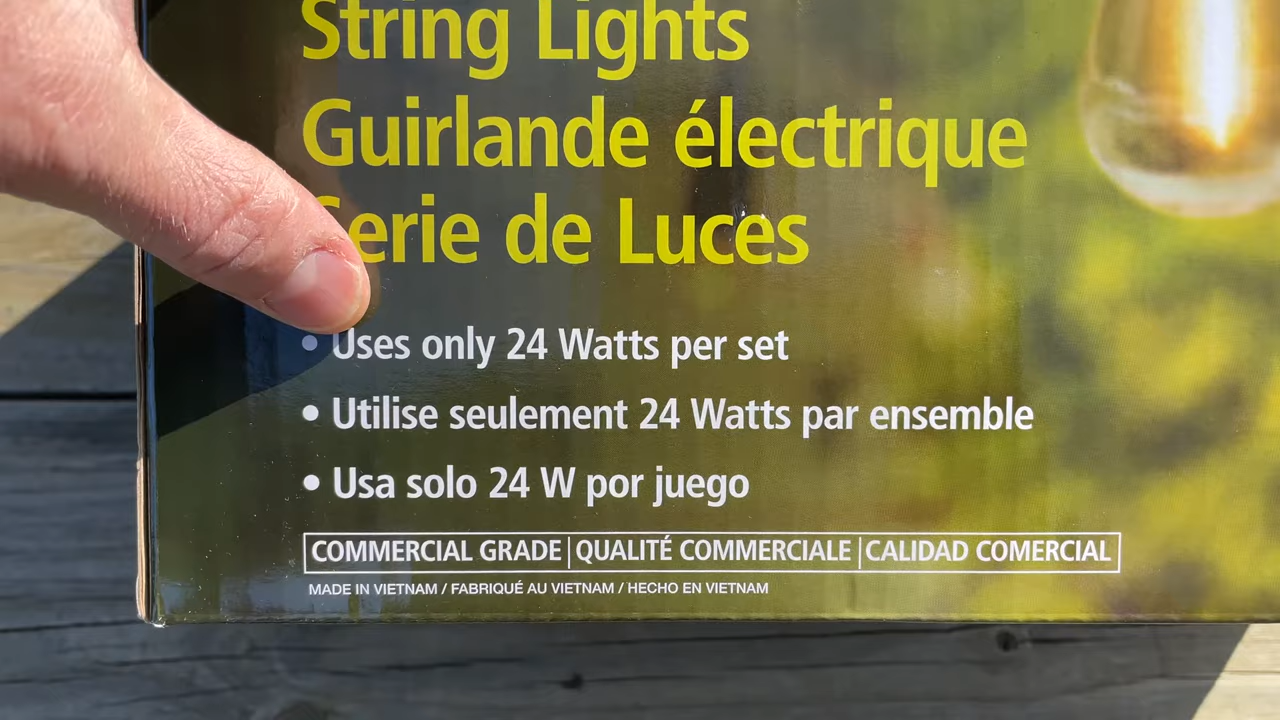 String Lights
Guirlande électrique
Serie de Luces
• Uses only 24 Watts per set
• Utilise seulement 24 Watts par ensemble
• Usa solo 24 W por juego
COMMERCIAL GRADE | QUALITÉ COMMERCIALE | CALIDAD COMERCIAL
MADE IN VIETNAM / FABRIQUÉ AU VIETNAM / HECHO EN VIETNAM